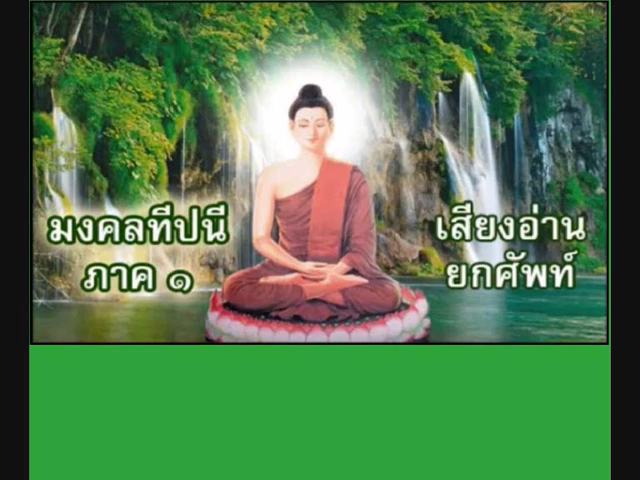 มงคลทีปนี
ภาค ๑
เสียงอ่าน
ยกศัพท์